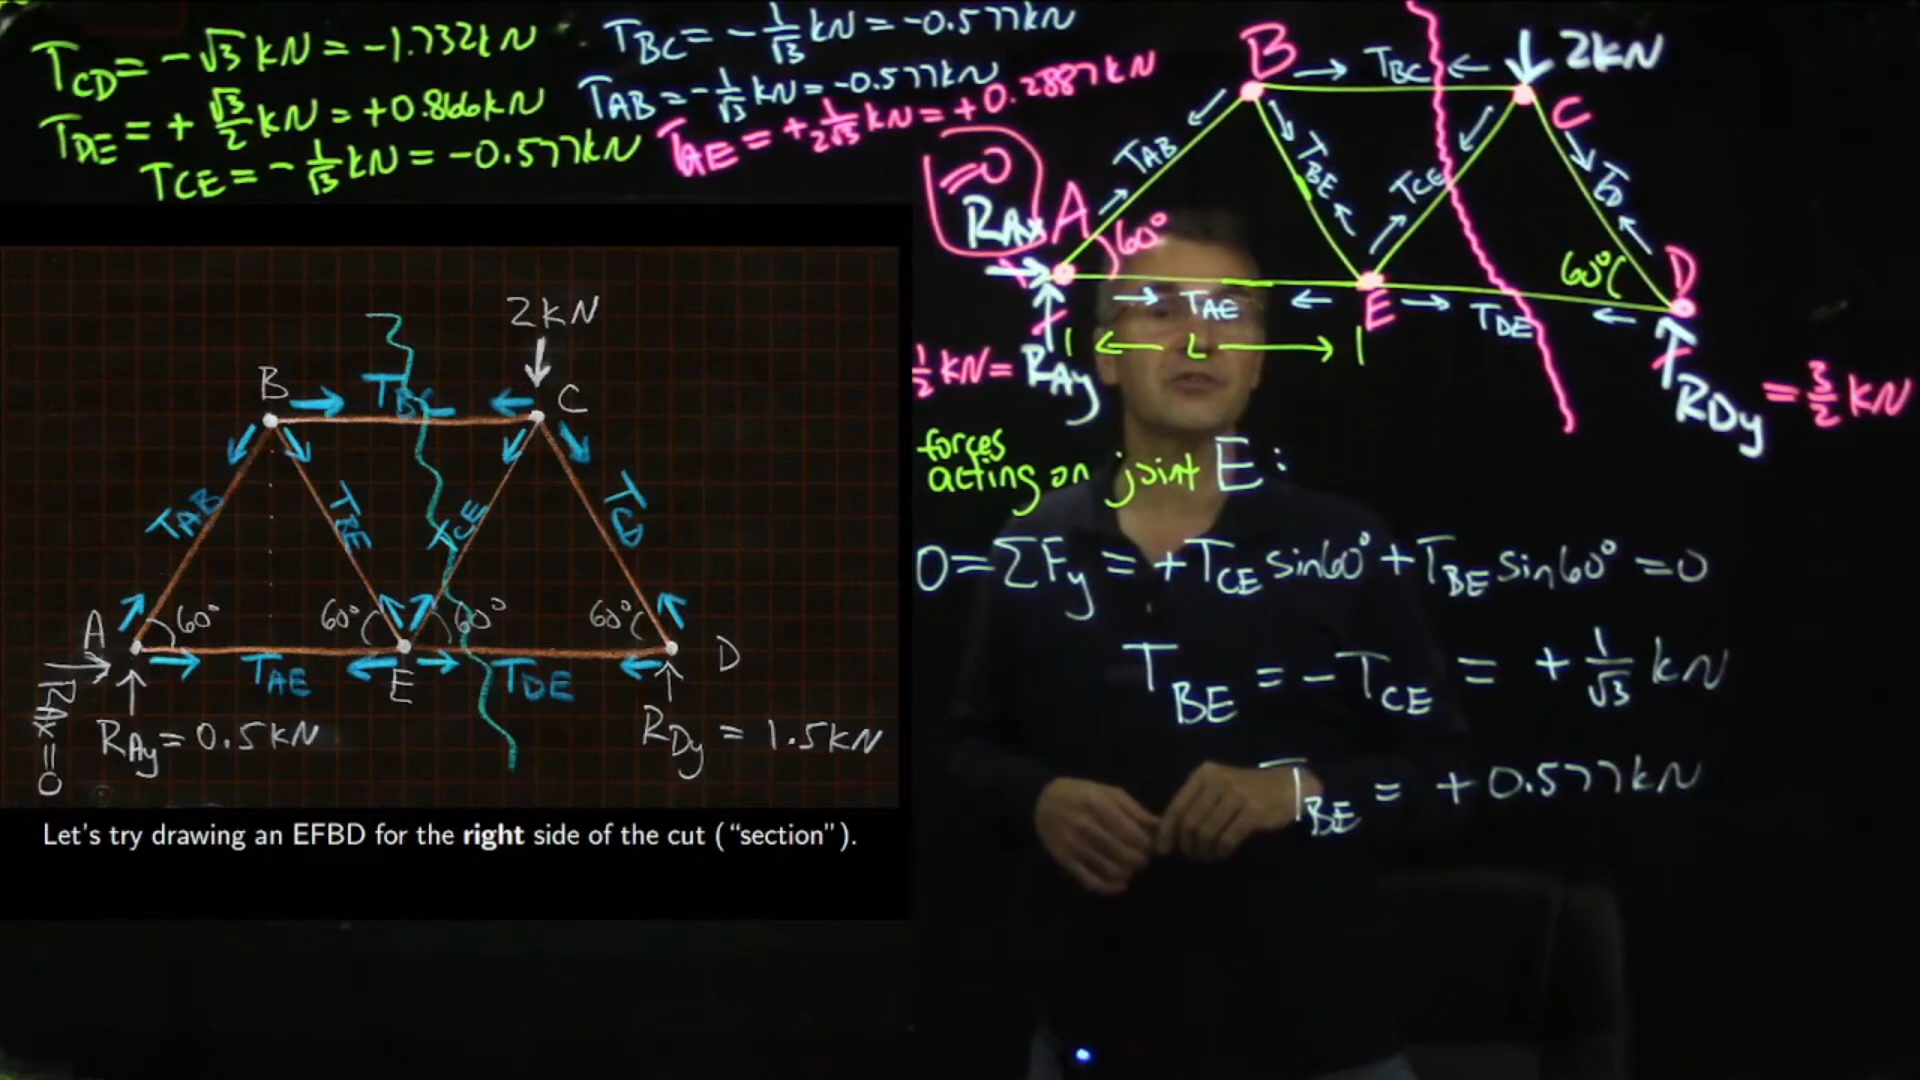 T_CD = -√3 kN = -1.732kN
T_DE = + √3/2 kN = +0.866kN
T_CE = - 1/√3 kN = -0.577kN
T_BC = - 1/√3 kN = -0.577kN
T_AB = - 1/√3 kN = -0.577kN
T_AE = + 1/2√3 kN = +0.2887kN
B
T_BC
2kN
C
T_AB
T_BE
T_CE
T_CD
=0
R_Ax
A
60°
60°
D
T_AE
E
T_DE
L
1/2 kN = R_Ay
R_Dy = 3/2 kN
2kN
B
T_BC
C
T_AB
T_BE
T_CE
T_CD
A
60°
60°
60°
60°
D
T_AE
E
T_DE
R_Ax = 0
R_Ay = 0.5kN
R_Dy = 1.5kN
Let's try drawing an EFBD for the right side of the cut ("section").
forces
acting on joint E:
0 = ΣF_y = +T_CE sin60° + T_BE sin60° = 0
T_BE = -T_CE = + 1/√3 kN
T_BE = +0.577kN